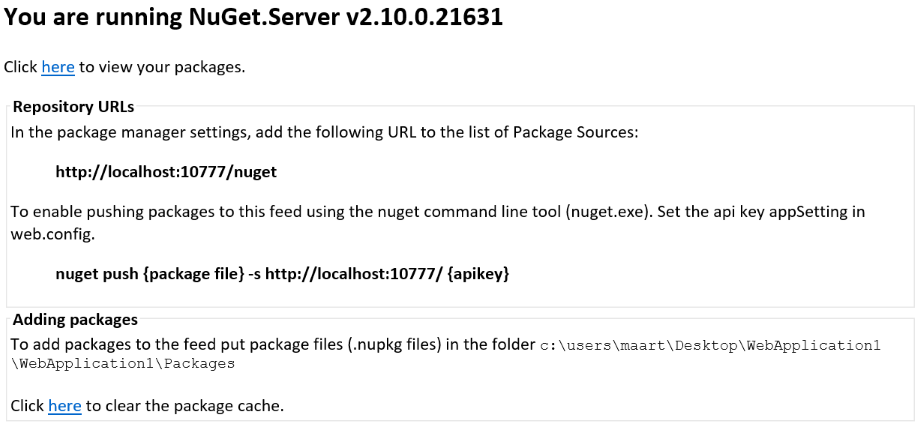 You are running NuGet.Server v2.10.0.21631
Click here to view your packages.
Repository URLs
In the package manager settings, add the following URL to the list of Package Sources:
http://localhost:10777/nuget
To enable pushing packages to this feed using the nuget command line tool (nuget.exe). Set the api key appSetting in
web.config.
nuget push {package file} -s http://localhost:10777/ {apikey}
Adding packages
To add packages to the feed put package files (.nupkg files) in the folder c:\users\maart\Desktop\WebApplication1
\WebApplication1\Packages
Click here to clear the package cache.